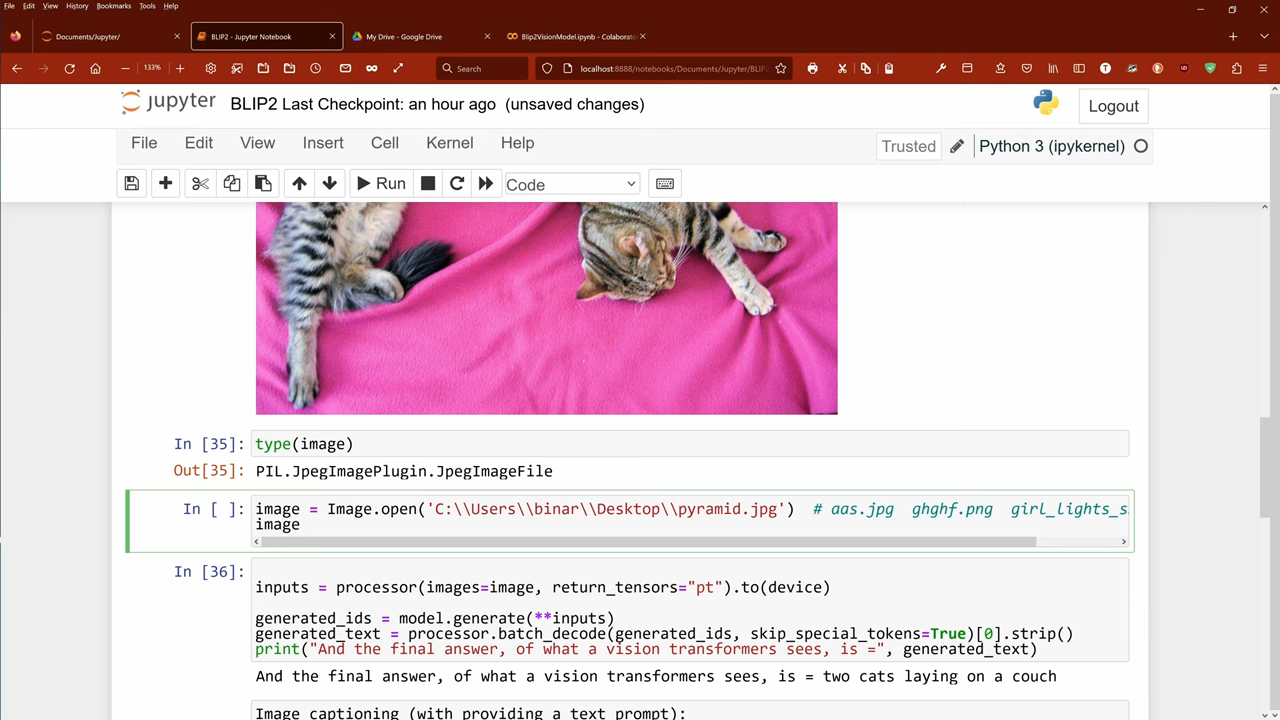 File Edit View History Bookmarks Tools Help
Documents/Jupyter/
BLIP2 - Jupyter Notebook
My Drive - Google Drive
Blip2VisionModel.ipynb - Colaborato
133%
Search
localhost:8888/notebooks/Documents/Jupyter/BLIP
jupyter BLIP2 Last Checkpoint: an hour ago (unsaved changes)
Logout
File Edit View Insert Cell Kernel Help
Trusted Python 3 (ipykernel)
Run Code
In [35]: type(image)
Out[35]: PIL.JpegImagePlugin.JpegImageFile
In [ ]: image = Image.open('C:\\Users\\binar\\Desktop\\pyramid.jpg') # aas.jpg ghghf.png girl_lights_s
image
In [36]:
inputs = processor(images=image, return_tensors="pt").to(device)
generated_ids = model.generate(**inputs)
generated_text = processor.batch_decode(generated_ids, skip_special_tokens=True)[0].strip()
print("And the final answer, of what a vision transformers sees, is =", generated_text)
And the final answer, of what a vision transformers sees, is = two cats laying on a couch
Image captioning (with providing a text prompt):